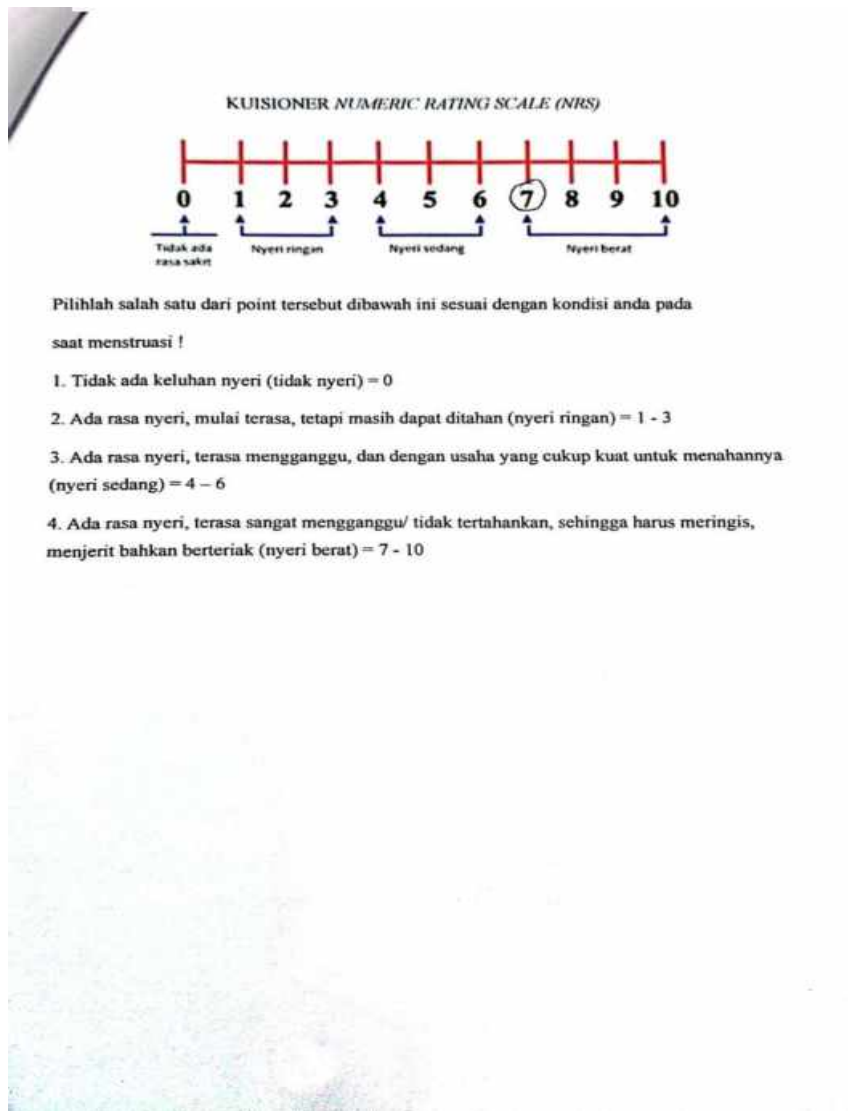 KUISIONER NUMERIC RATING SCALE (NRS)
0 1 2 3 4 5 6 7 8 9 10
Tidak ada rasa sakit
Nyeri ringan
Nyeri sedang
Nyeri berat
Pilihlah salah satu dari point tersebut dibawah ini sesuai dengan kondisi anda pada
saat menstruasi !
1. Tidak ada keluhan nyeri (tidak nyeri) = 0
2. Ada rasa nyeri, mulai terasa, tetapi masih dapat ditahan (nyeri ringan) = 1 - 3
3. Ada rasa nyeri, terasa mengganggu, dan dengan usaha yang cukup kuat untuk menahannya
(nyeri sedang) = 4 – 6
4. Ada rasa nyeri, terasa sangat mengganggu/ tidak tertahankan, sehingga harus meringis,
menjerit bahkan berteriak (nyeri berat) = 7 - 10